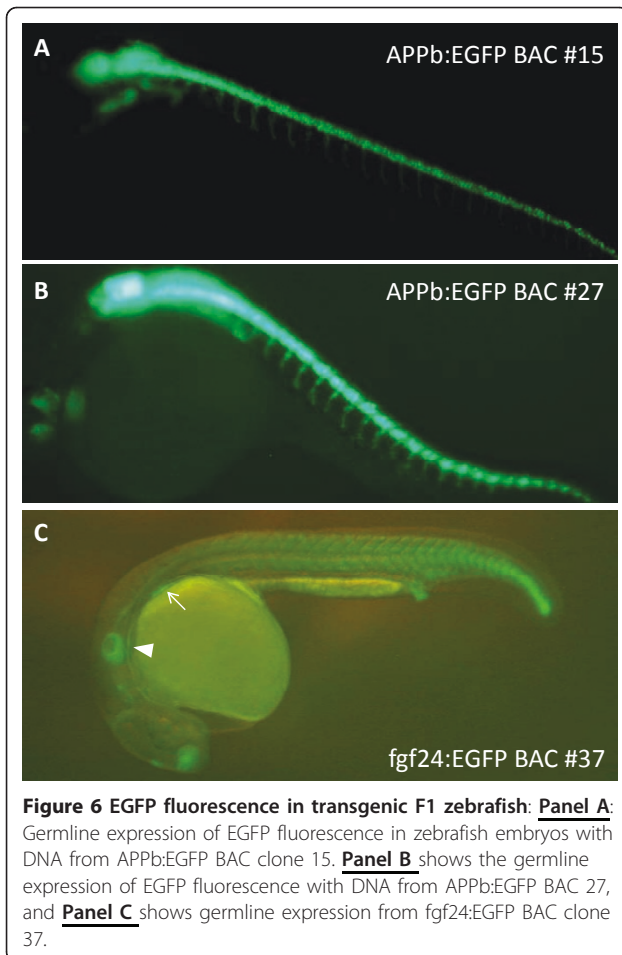 A
APPb:EGFP BAC #15
B
APPb:EGFP BAC #27
C
fgf24:EGFP BAC #37
Figure 6 EGFP fluorescence in transgenic F1 zebrafish: Panel A:
Germline expression of EGFP fluorescence in zebrafish embryos with
DNA from APPb:EGFP BAC clone 15. Panel B shows the germline
expression of EGFP fluorescence with DNA from APPb:EGFP BAC 27,
and Panel C shows germline expression from fgf24:EGFP BAC clone
37.